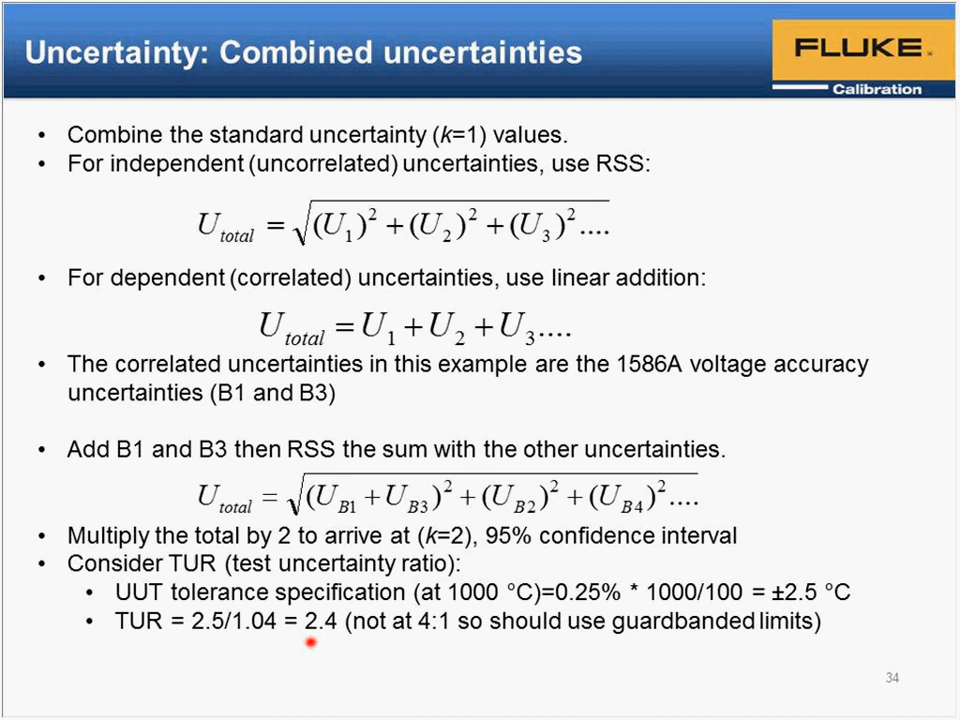 Uncertainty: Combined uncertainties
FLUKE
Calibration
• Combine the standard uncertainty (k=1) values.
• For independent (uncorrelated) uncertainties, use RSS:
U_total = √((U_1)^2 + (U_2)^2 + (U_3)^2....)
• For dependent (correlated) uncertainties, use linear addition:
U_total = U_1 + U_2 + U_3....
• The correlated uncertainties in this example are the 1586A voltage accuracy
uncertainties (B1 and B3)
• Add B1 and B3 then RSS the sum with the other uncertainties.
U_total = √((U_B1 + U_B3)^2 + (U_B2)^2 + (U_B4)^2....)
• Multiply the total by 2 to arrive at (k=2), 95% confidence interval
• Consider TUR (test uncertainty ratio):
• UUT tolerance specification (at 1000 °C)=0.25% * 1000/100 = ±2.5 °C
• TUR = 2.5/1.04 = 2.4 (not at 4:1 so should use guardbanded limits)
34